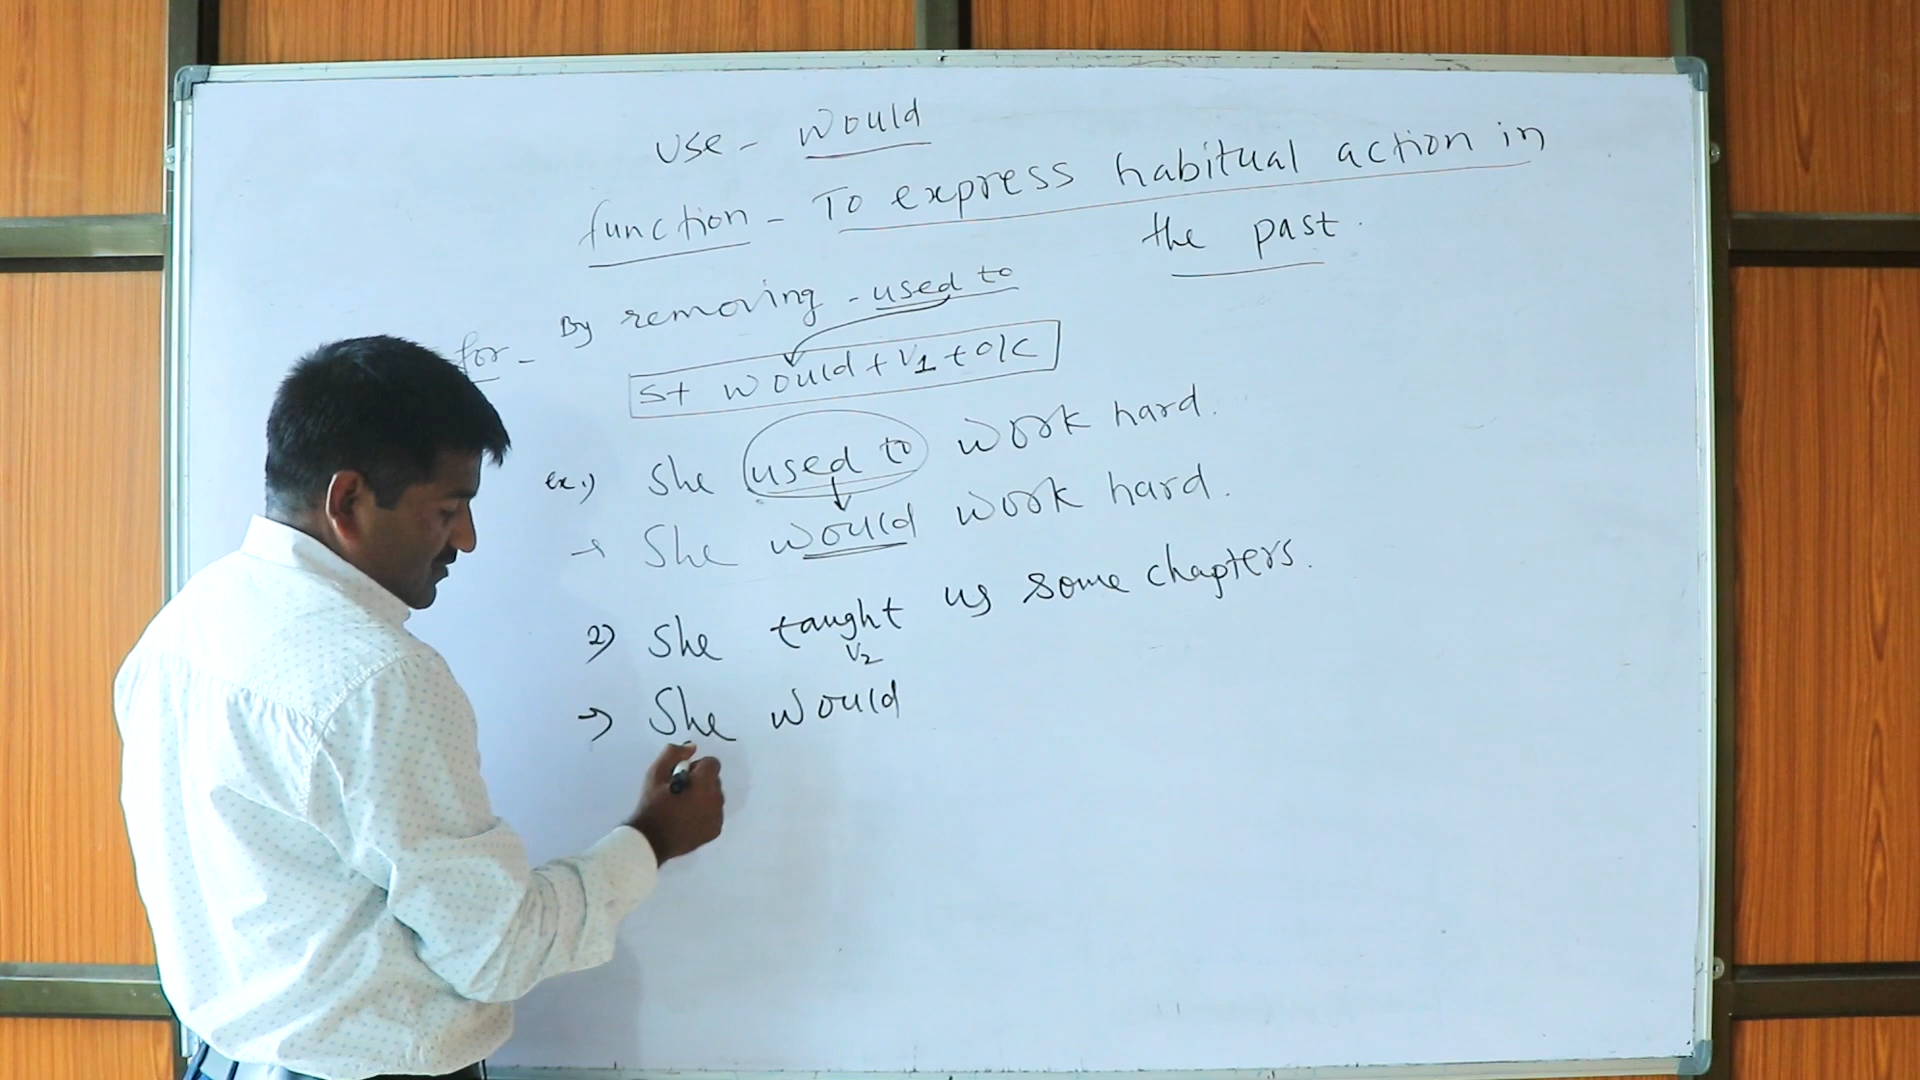 use - would
function - To express habitual action in
the past.
for - By removing - used to
S+ would + V1 + o/c
ex.1) She used to work hard.
→ She would work hard.
2) She taught us some chapters.
V2
→ She would